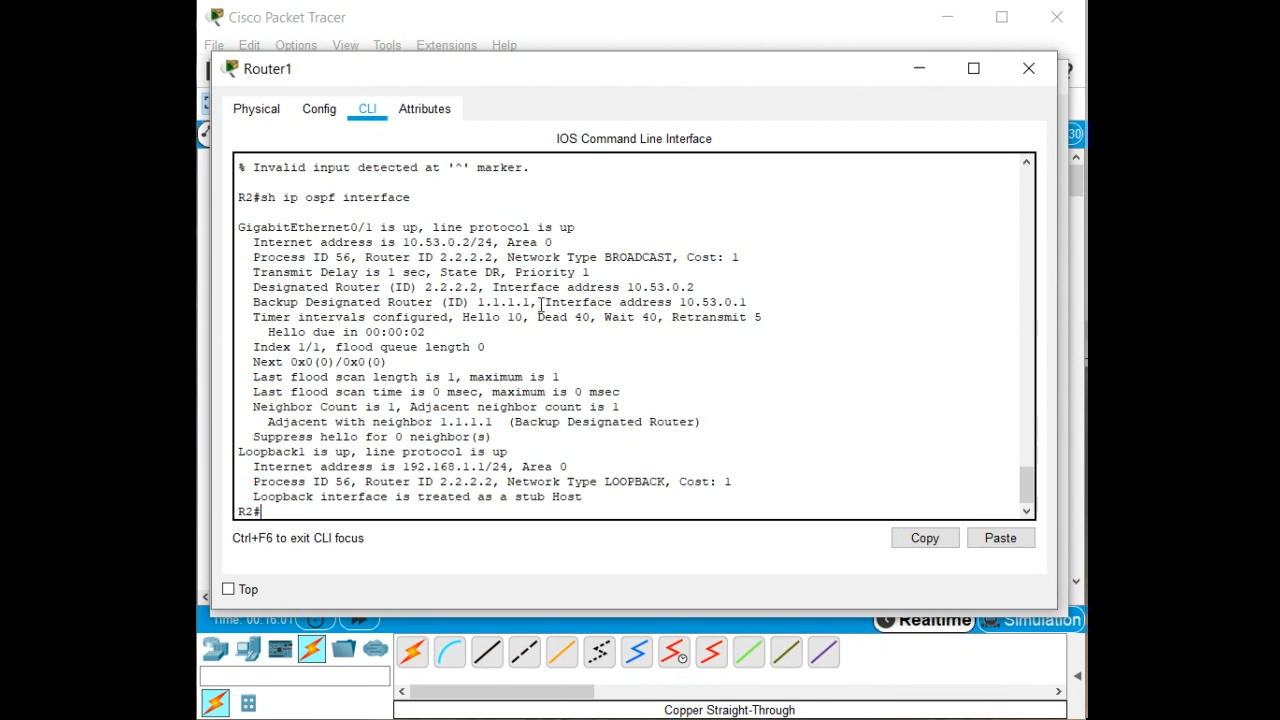 Cisco Packet Tracer
File Edit Options View Tools Extensions Help
Router1
Physical Config CLI Attributes
IOS Command Line Interface
% Invalid input detected at '^' marker.
R2#sh ip ospf interface
GigabitEthernet0/1 is up, line protocol is up
Internet address is 10.53.0.2/24, Area 0
Process ID 56, Router ID 2.2.2.2, Network Type BROADCAST, Cost: 1
Transmit Delay is 1 sec, State DR, Priority 1
Designated Router (ID) 2.2.2.2, Interface address 10.53.0.2
Backup Designated Router (ID) 1.1.1.1, Interface address 10.53.0.1
Timer intervals configured, Hello 10, Dead 40, Wait 40, Retransmit 5
Hello due in 00:00:02
Index 1/1, flood queue length 0
Next 0x0(0)/0x0(0)
Last flood scan length is 1, maximum is 1
Last flood scan time is 0 msec, maximum is 0 msec
Neighbor Count is 1, Adjacent neighbor count is 1
Adjacent with neighbor 1.1.1.1 (Backup Designated Router)
Suppress hello for 0 neighbor(s)
Loopback1 is up, line protocol is up
Internet address is 192.168.1.1/24, Area 0
Process ID 56, Router ID 2.2.2.2, Network Type LOOPBACK, Cost: 1
Loopback interface is treated as a stub Host
R2#
Ctrl+F6 to exit CLI focus
Copy Paste
Top
Time: 00:16:01
Realtime Simulation
Copper Straight-Through